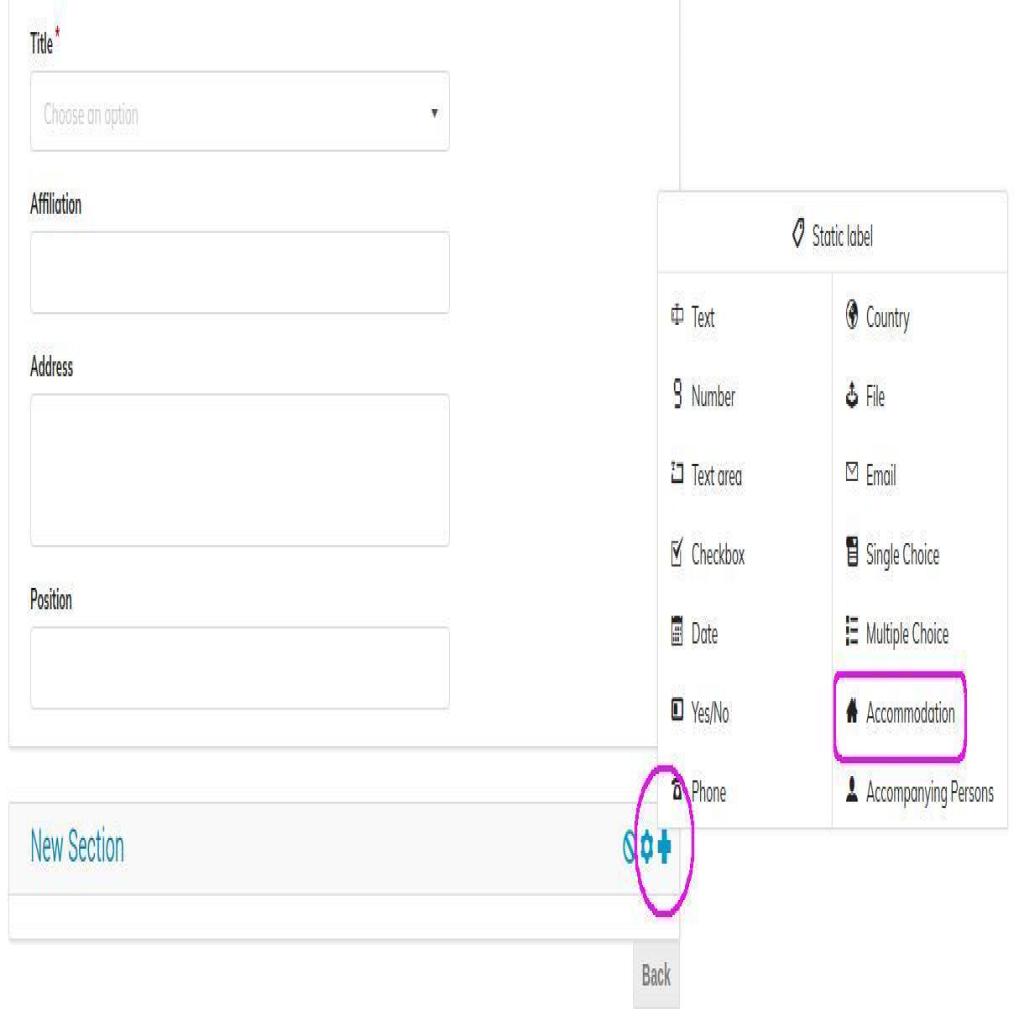 Title *
Choose an option
Affiliation
Address
Position
Static label
Text
Country
Number
File
Text area
Email
Checkbox
Single Choice
Date
Multiple Choice
Yes/No
Accommodation
Phone
Accompanying Persons
New Section
Back